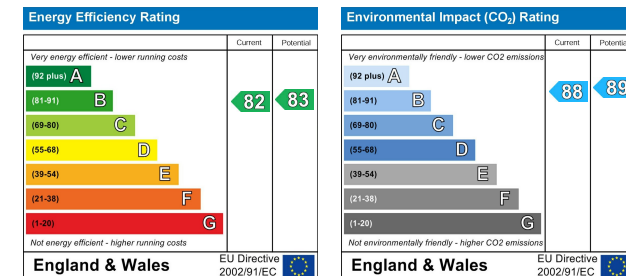 Energy Efficiency Rating
Current Potential
Very energy efficient - lower running costs
(92 plus) A
(81-91) B
(69-80) C
(55-68) D
(39-54) E
(21-38) F
(1-20) G
82 83
Not energy efficient - higher running costs
England & Wales
EU Directive
2002/91/EC
Environmental Impact (CO₂) Rating
Current Potential
Very environmentally friendly - lower CO2 emissions
(92 plus) A
(81-91) B
(69-80) C
(55-68) D
(39-54) E
(21-38) F
(1-20) G
88 89
Not environmentally friendly - higher CO2 emissions
England & Wales
EU Directive
2002/91/EC